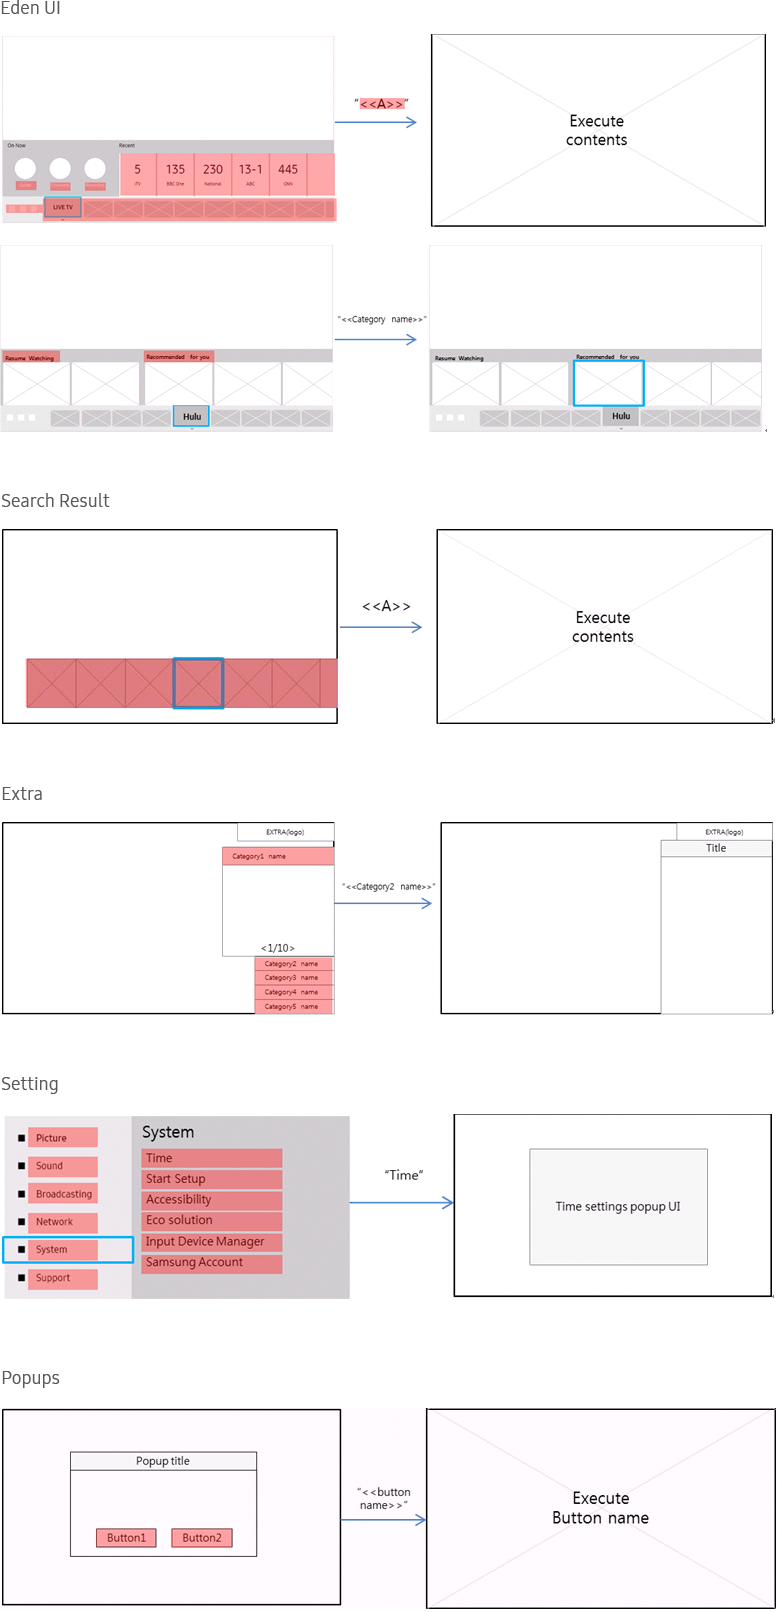 Eden UI
"<<A>>"
Execute
contents
On Now
Recent
5
135
230
13-1
445
ITV
BBC One
National
ABC
CNN
LIVE TV
"<<Category name>>"
Resume Watching
Recommended for you
Hulu
Resume Watching
Recommended for you
Hulu
Search Result
<<A>>
Execute
contents
Extra
EXTRA(logo)
Category1 name
<1/10>
Category2 name
Category3 name
Category4 name
Category5 name
"<<Category2 name>>"
EXTRA(logo)
Title
Setting
Picture
Sound
Broadcasting
Network
System
Support
System
Time
Start Setup
Accessibility
Eco solution
Input Device Manager
Samsung Account
“Time”
Time settings popup UI
Popups
Popup title
Button1
Button2
“<<button
name>>”
Execute
Button name